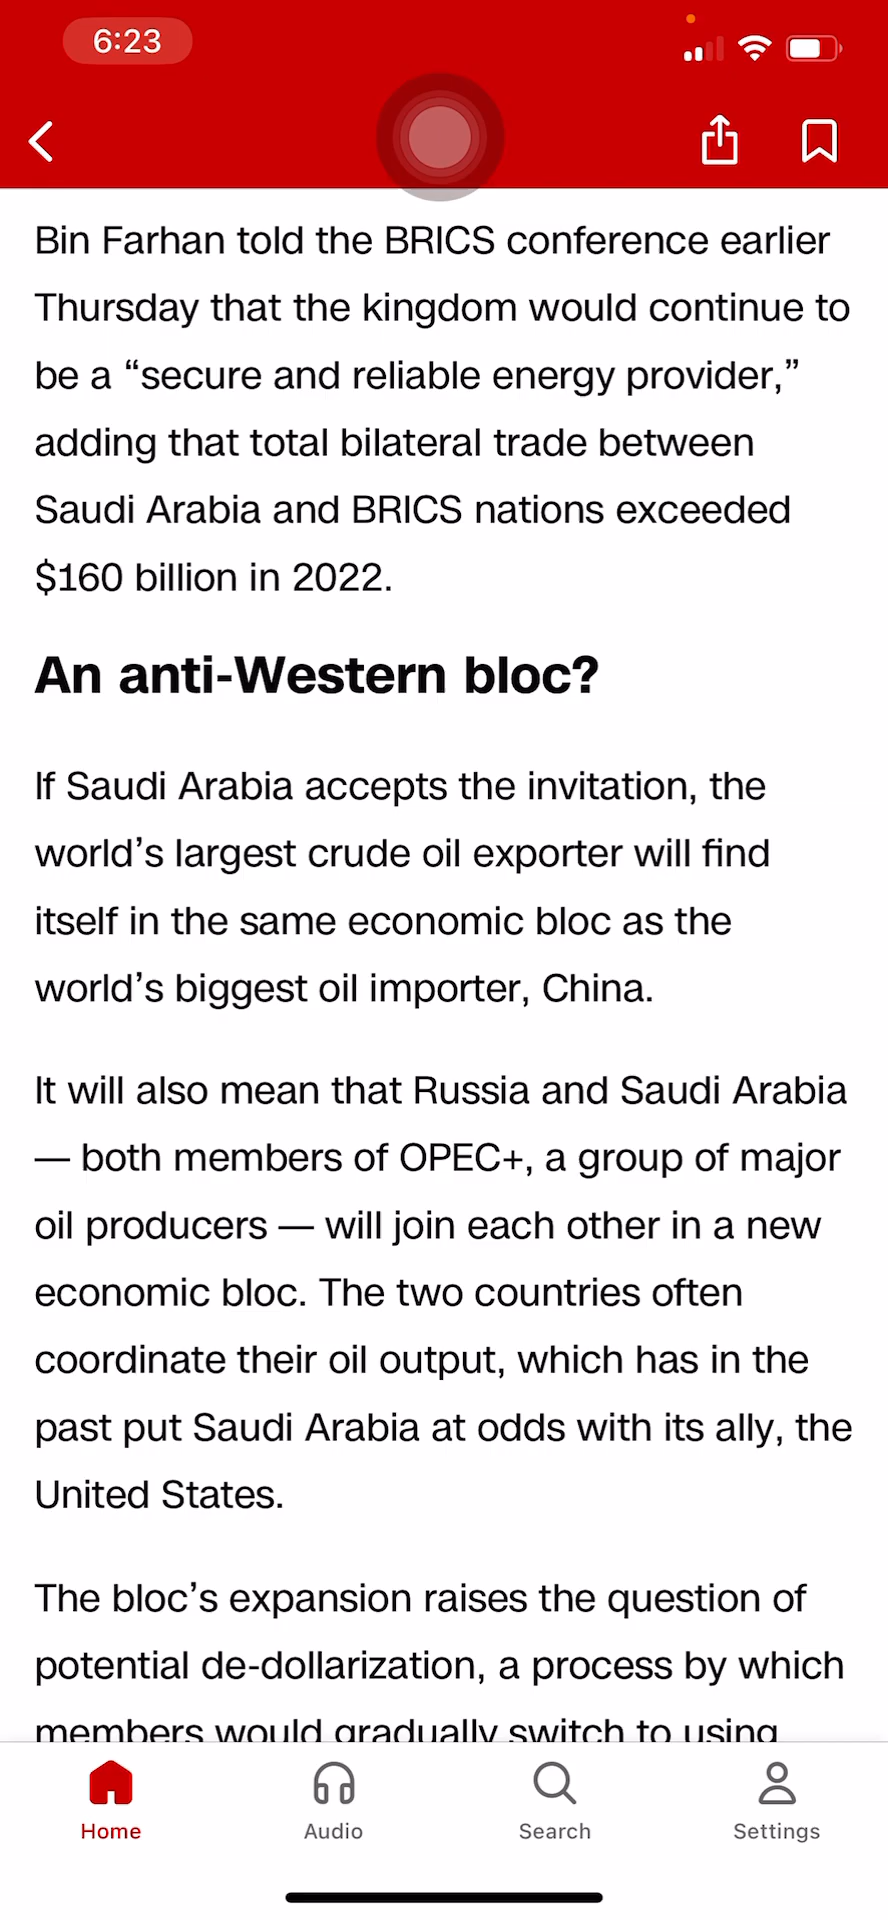 6:23
Bin Farhan told the BRICS conference earlier
Thursday that the kingdom would continue to
be a “secure and reliable energy provider,”
adding that total bilateral trade between
Saudi Arabia and BRICS nations exceeded
$160 billion in 2022.
An anti-Western bloc?
If Saudi Arabia accepts the invitation, the
world’s largest crude oil exporter will find
itself in the same economic bloc as the
world’s biggest oil importer, China.
It will also mean that Russia and Saudi Arabia
— both members of OPEC+, a group of major
oil producers — will join each other in a new
economic bloc. The two countries often
coordinate their oil output, which has in the
past put Saudi Arabia at odds with its ally, the
United States.
The bloc’s expansion raises the question of
potential de-dollarization, a process by which
members would gradually switch to using
Home
Audio
Search
Settings